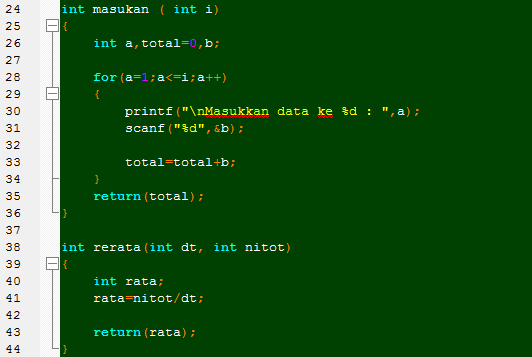 24 int masukan ( int i)
25 {
26     int a,total=0,b;
27
28     for(a=1;a<=i;a++)
29     {
30         printf("\nMasukkan data ke %d : ",a);
31         scanf("%d",&b);
32
33         total=total+b;
34     }
35     return(total);
36 }
37
38 int rerata(int dt, int nitot)
39 {
40     int rata;
41     rata=nitot/dt;
42
43     return(rata);
44 }